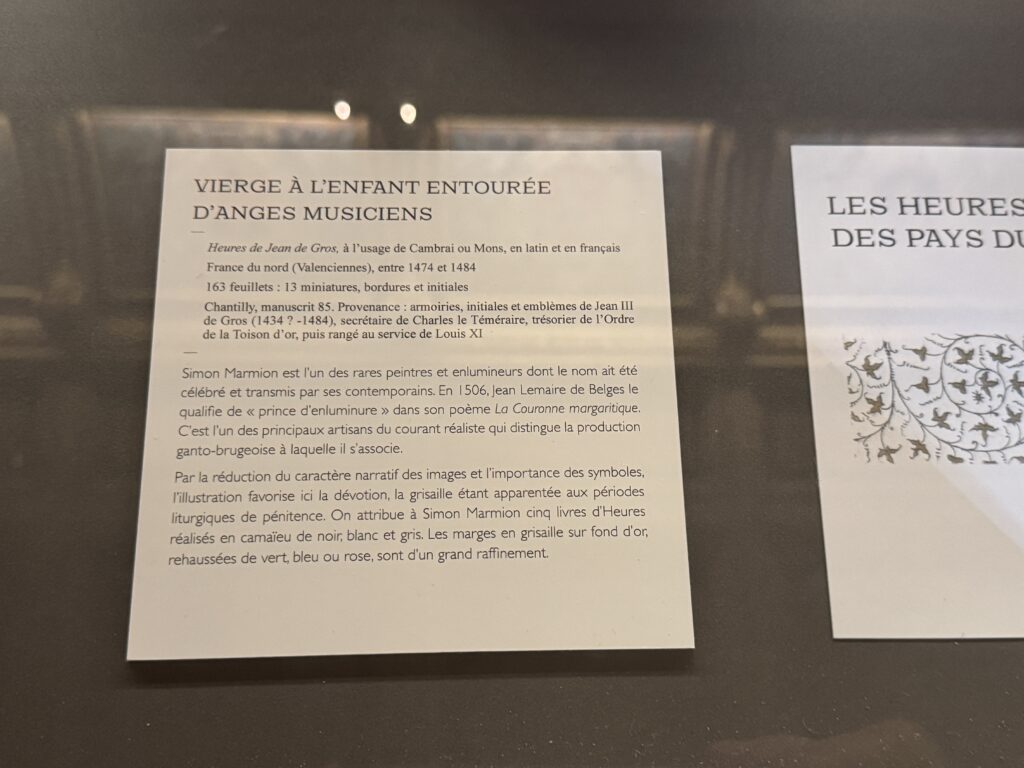 VIERGE À L'ENFANT ENTOURÉE
D'ANGES MUSICIENS
Heures de Jean de Gros, à l'usage de Cambrai ou Mons, en latin et en français
France du nord (Valenciennes), entre 1474 et 1484
163 feuillets : 13 miniatures, bordures et initiales
Chantilly, manuscrit 85. Provenance : armoiries, initiales et emblèmes de Jean III
de Gros (1434 ? -1484), secrétaire de Charles le Téméraire, trésorier de l'Ordre
de la Toison d'or, puis rangé au service de Louis XI
Simon Marmion est l'un des rares peintres et enlumineurs dont le nom ait été
célébré et transmis par ses contemporains. En 1506, Jean Lemaire de Belges le
qualifie de « prince d'enluminure » dans son poème La Couronne margaritique.
C'est l'un des principaux artisans du courant réaliste qui distingue la production
ganto-brugeoise à laquelle il s'associe.
Par la réduction du caractère narratif des images et l'importance des symboles,
l'illustration favorise ici la dévotion, la grisaille étant apparentée aux périodes
liturgiques de pénitence. On attribue à Simon Marmion cinq livres d'Heures
réalisés en camaïeu de noir, blanc et gris. Les marges en grisaille sur fond d'or,
rehaussées de vert, bleu ou rose, sont d'un grand raffinement.
LES HEURES
DES PAYS DU